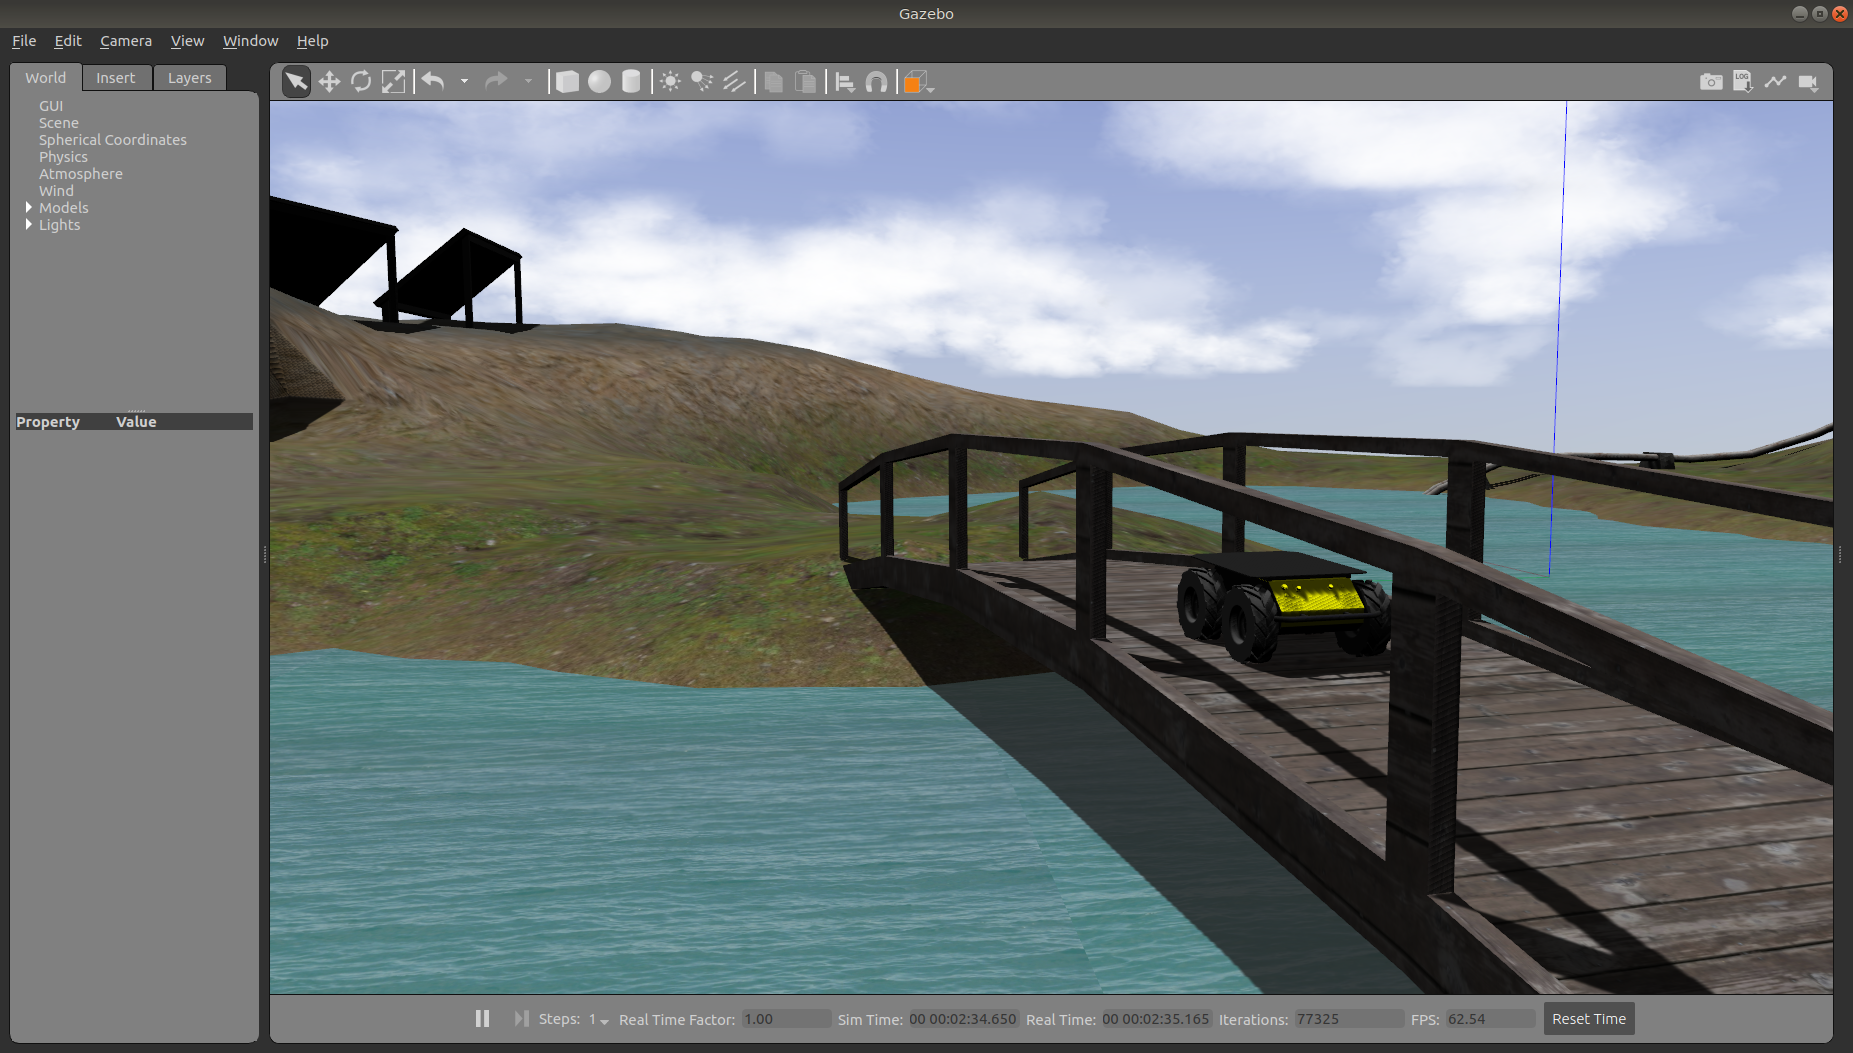 Gazebo
File Edit Camera View Window Help
World Insert Layers
LOG
GUI
Scene
Spherical Coordinates
Physics
Atmosphere
Wind
Models
Lights
Property Value
Steps: 1 Real Time Factor: 1.00 Sim Time: 00 00:02:34.650 Real Time: 00 00:02:35.165 Iterations: 77325 FPS: 62.54 Reset Time